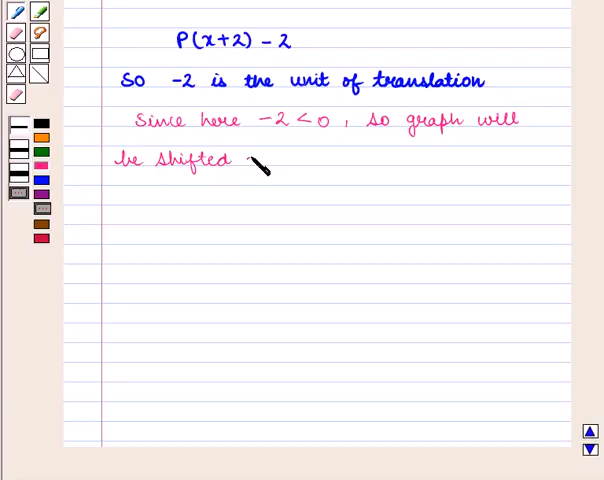 P(x+2) - 2
So -2 is the unit of translation
Since here -2 < 0, so graph will
be shifted